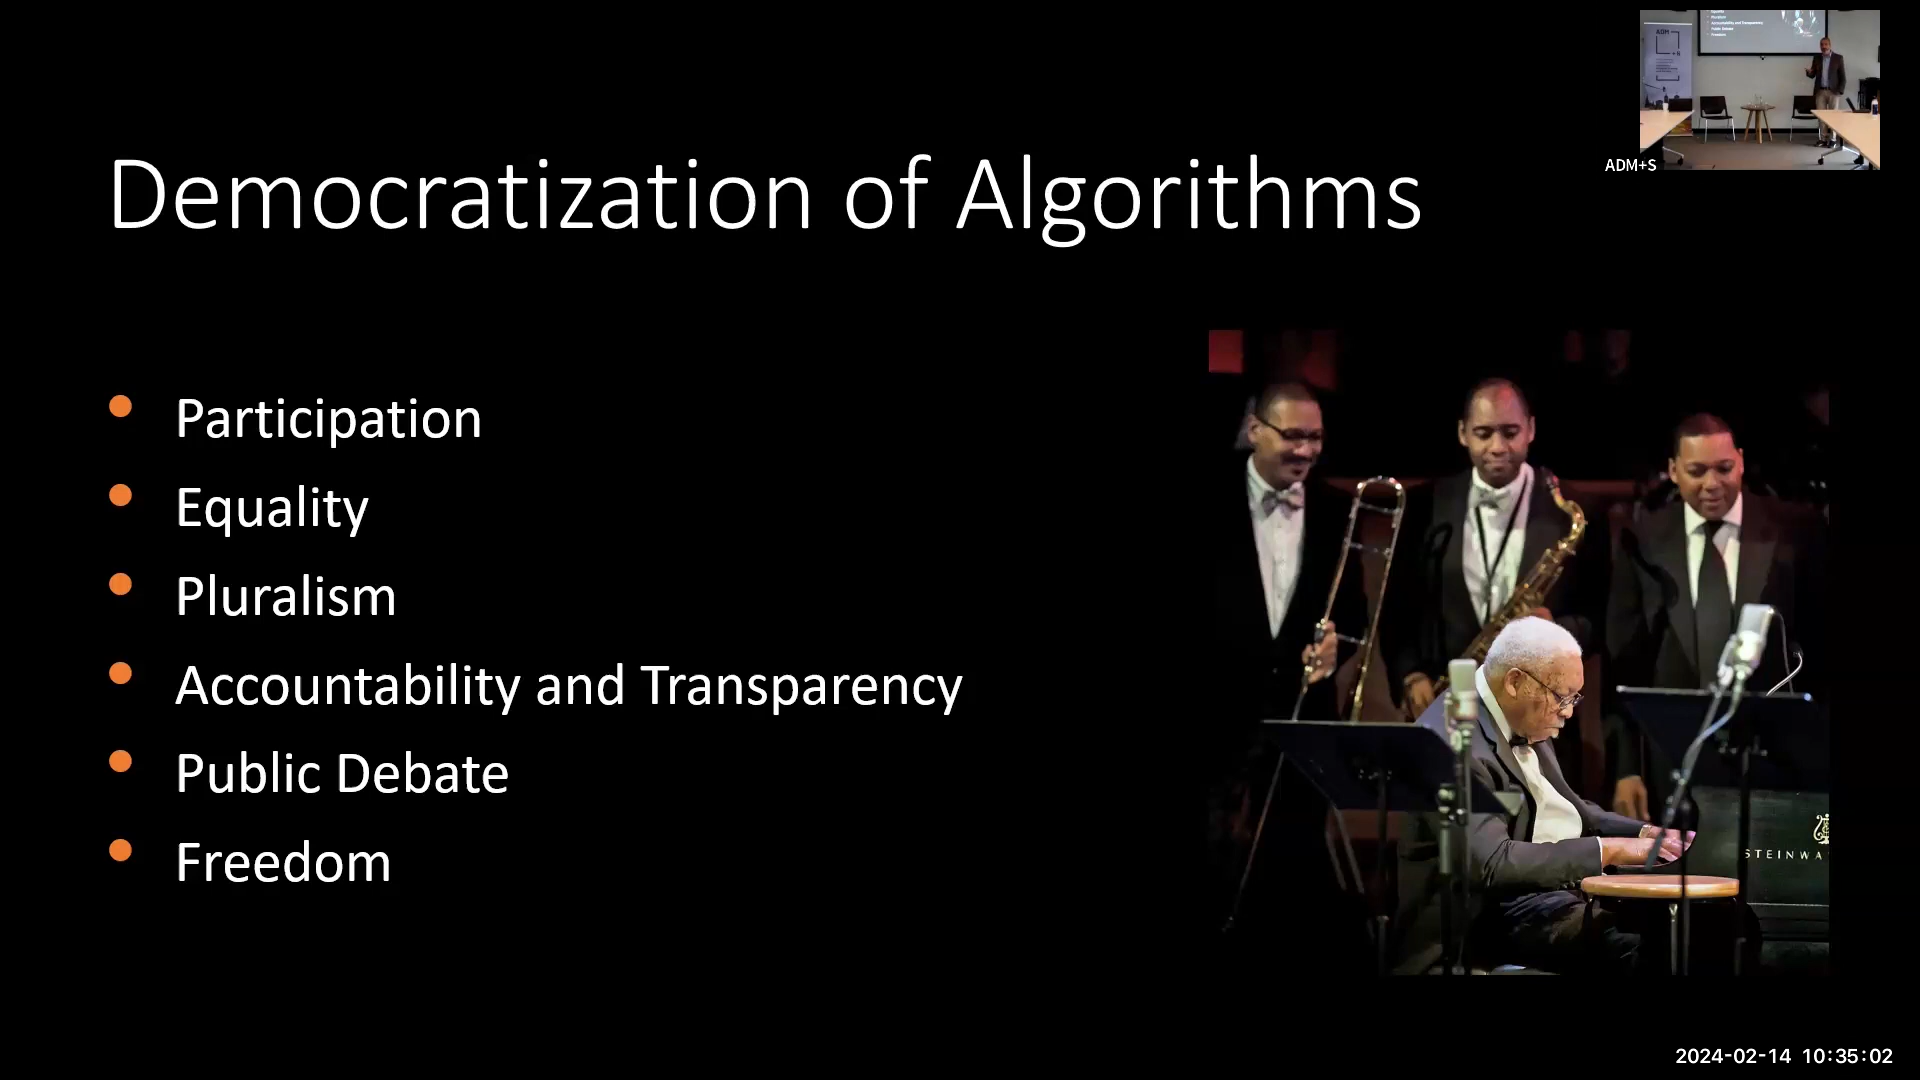 Democratization of Algorithms
ADM+S
Participation
Equality
Pluralism
Accountability and Transparency
Public Debate
Freedom
STEINWA
2024-02-14 10:35:02